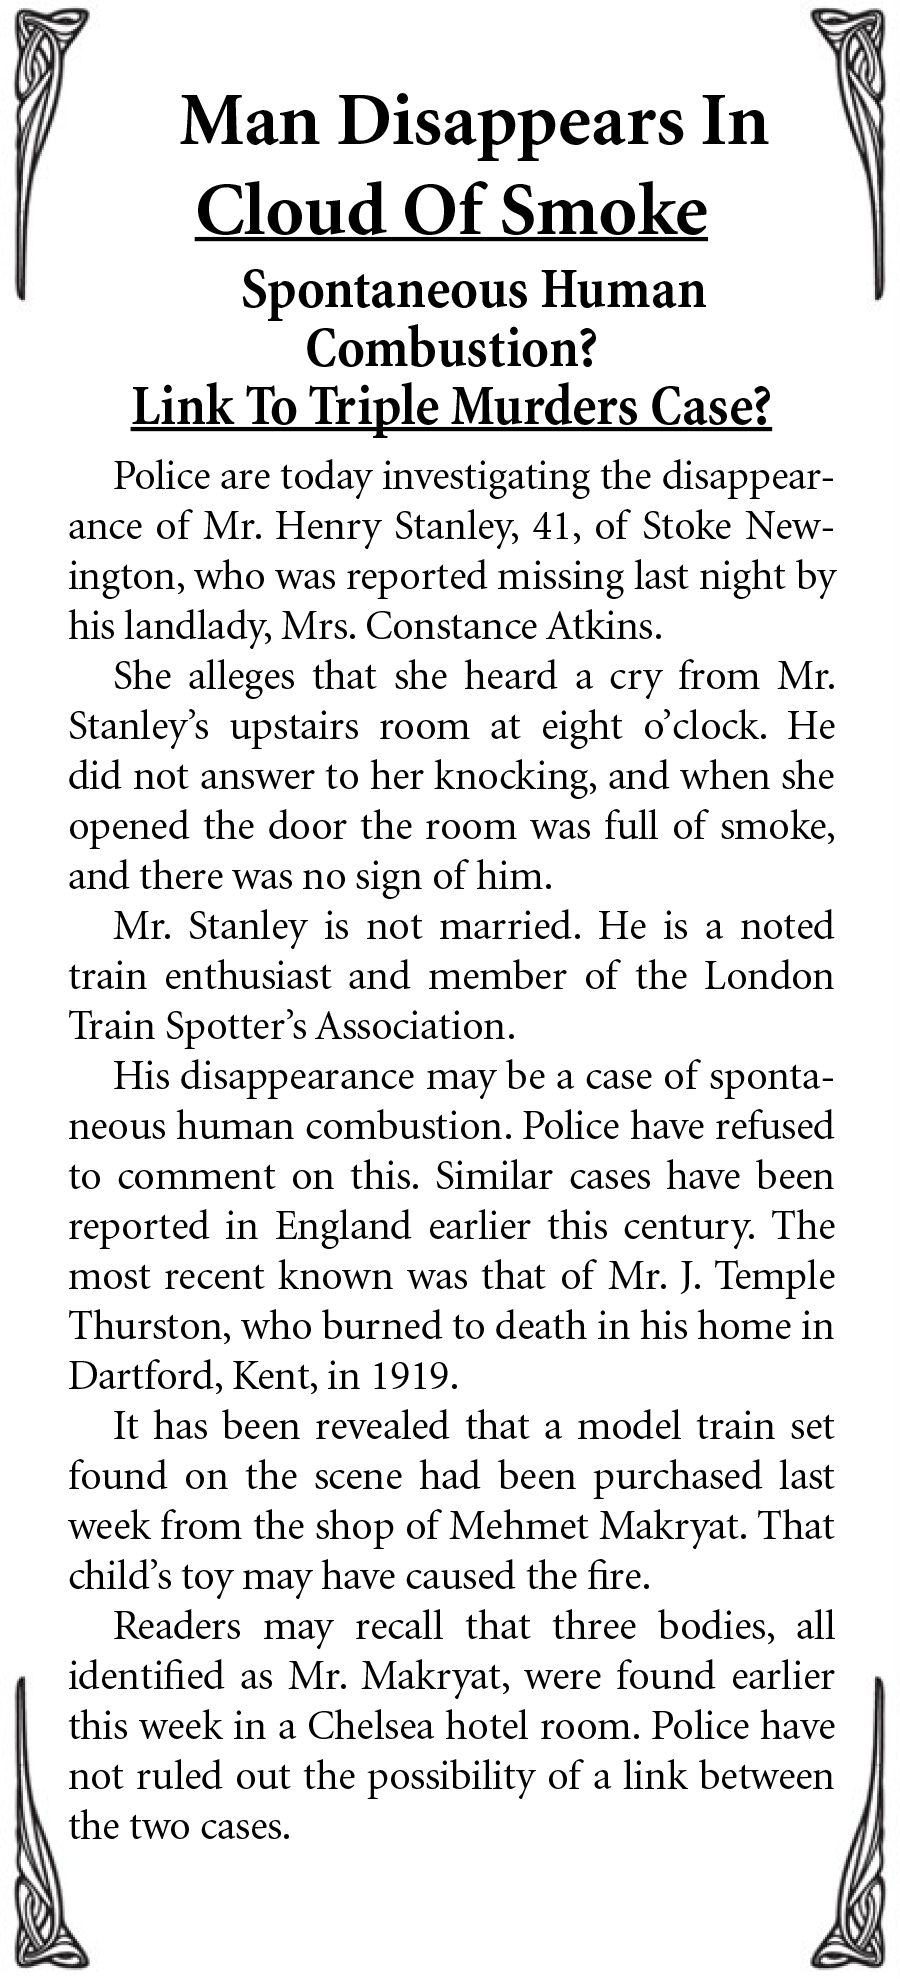 Man Disappears In
Cloud Of Smoke
Spontaneous Human
Combustion?
Link To Triple Murders Case?
Police are today investigating the disappear-
ance of Mr. Henry Stanley, 41, of Stoke New-
ington, who was reported missing last night by
his landlady, Mrs. Constance Atkins.
She alleges that she heard a cry from Mr.
Stanley’s upstairs room at eight o’clock. He
did not answer to her knocking, and when she
opened the door the room was full of smoke,
and there was no sign of him.
Mr. Stanley is not married. He is a noted
train enthusiast and member of the London
Train Spotter’s Association.
His disappearance may be a case of sponta-
neous human combustion. Police have refused
to comment on this. Similar cases have been
reported in England earlier this century. The
most recent known was that of Mr. J. Temple
Thurston, who burned to death in his home in
Dartford, Kent, in 1919.
It has been revealed that a model train set
found on the scene had been purchased last
week from the shop of Mehmet Makryat. That
child’s toy may have caused the fire.
Readers may recall that three bodies, all
identified as Mr. Makryat, were found earlier
this week in a Chelsea hotel room. Police have
not ruled out the possibility of a link between
the two cases.